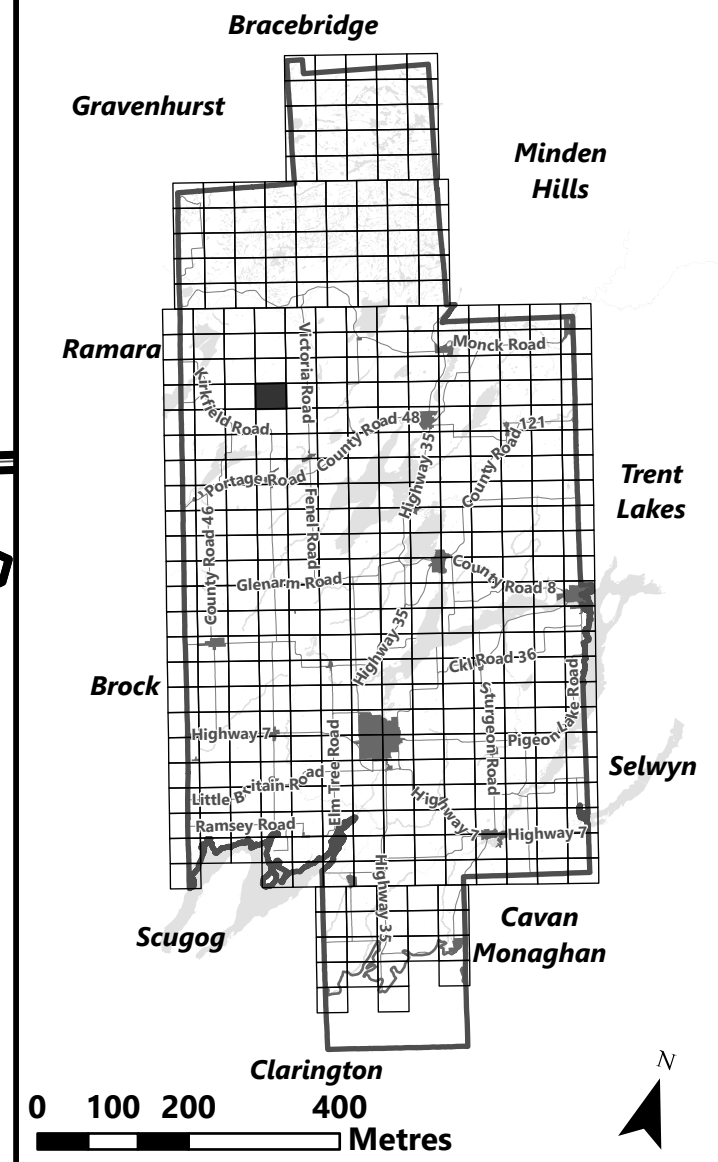 Bracebridge
Gravenhurst
Minden
Hills
Ramara
Victoria Road
Monck Road
Kirkfield Road
County Road 48
Highway 35
County Road 121
Portage Road
Trent
Lakes
Fenel Road
County Road 46
Glenarm Road
County Road 8
Highway 35
Ckl Road 36
Brock
Pigeon Lake Road
Sturgeon Road
Highway 7
Elm Tree Road
Selwyn
Little Britain Road
Ramsey Road
Highway 7
Highway 7
Highway 35
Scugog
Cavan
Monaghan
Clarington
N
0 100 200 400
Metres